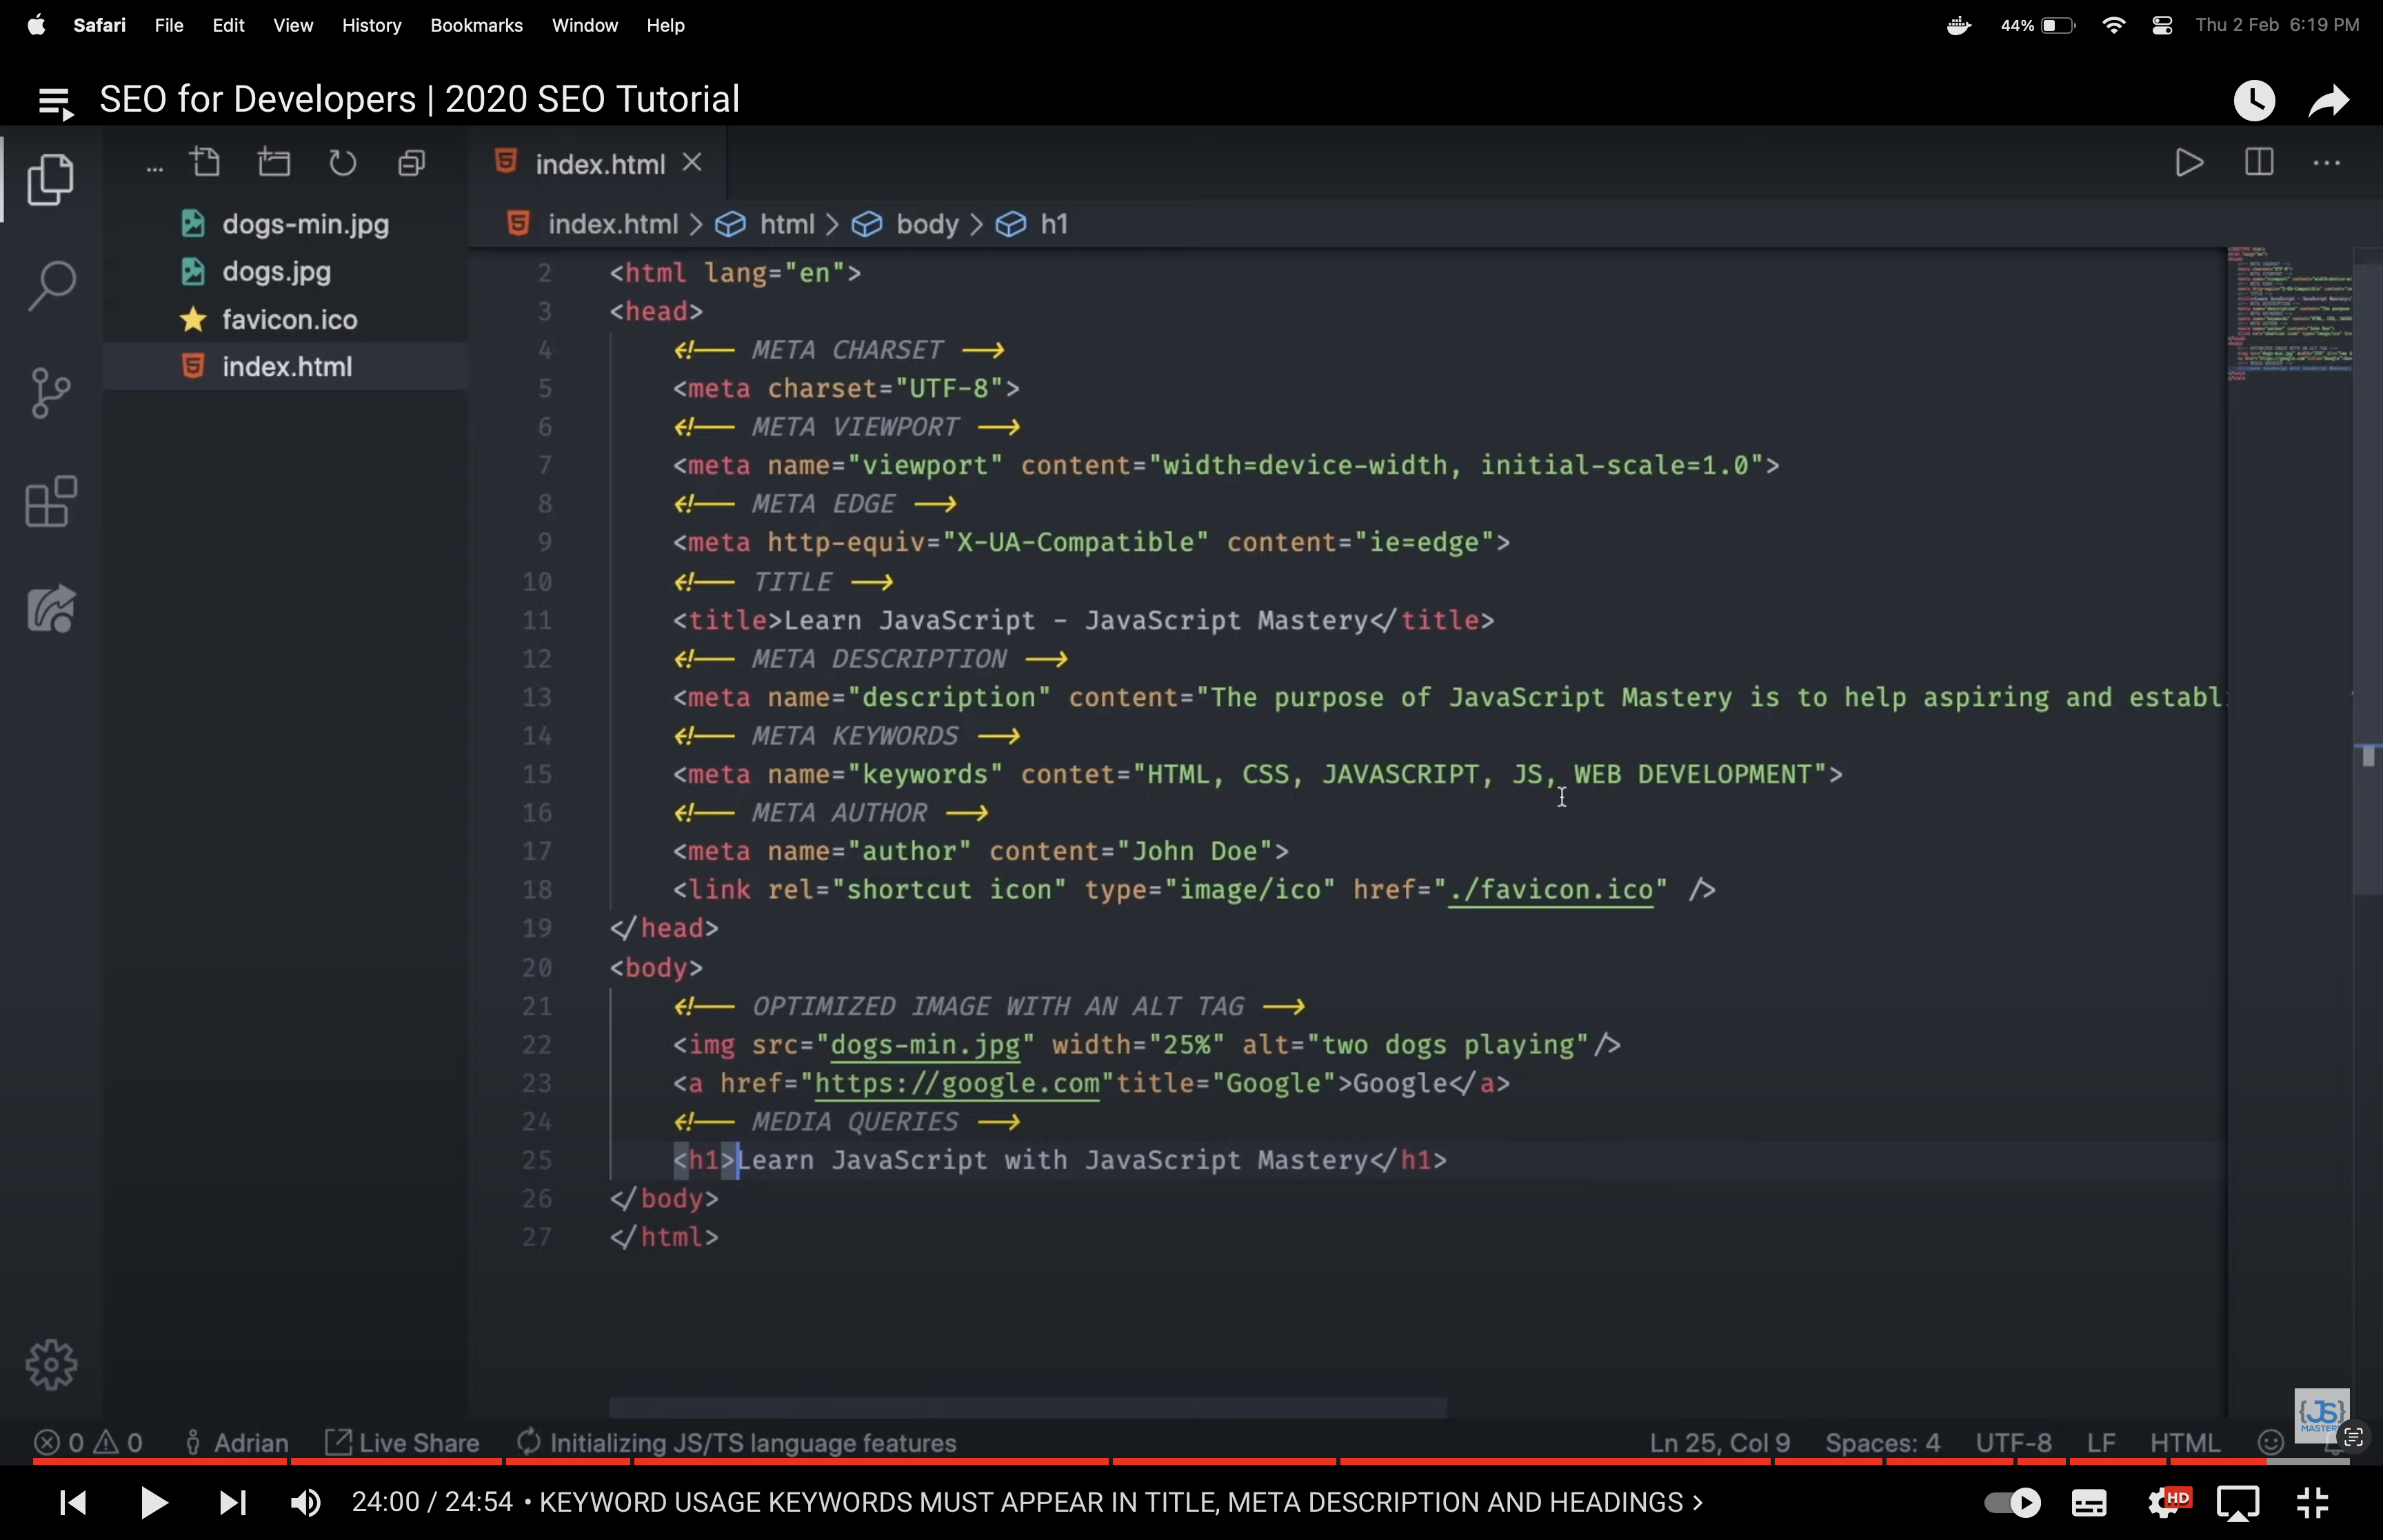 Safari File Edit View History Bookmarks Window Help 44% Thu 2 Feb 6:19 PM
SEO for Developers | 2020 SEO Tutorial
... index.html
dogs-min.jpg
dogs.jpg
favicon.ico
index.html
index.html > html > body > h1
2 <html lang="en">
3 <head>
4 <!-- META CHARSET -->
5 <meta charset="UTF-8">
6 <!-- META VIEWPORT -->
7 <meta name="viewport" content="width=device-width, initial-scale=1.0">
8 <!-- META EDGE -->
9 <meta http-equiv="X-UA-Compatible" content="ie=edge">
10 <!-- TITLE -->
11 <title>Learn JavaScript - JavaScript Mastery</title>
12 <!-- META DESCRIPTION -->
13 <meta name="description" content="The purpose of JavaScript Mastery is to help aspiring and establ
14 <!-- META KEYWORDS -->
15 <meta name="keywords" contet="HTML, CSS, JAVASCRIPT, JS, WEB DEVELOPMENT">
16 <!-- META AUTHOR -->
17 <meta name="author" content="John Doe">
18 <link rel="shortcut icon" type="image/ico" href="./favicon.ico" />
19 </head>
20 <body>
21 <!-- OPTIMIZED IMAGE WITH AN ALT TAG -->
22 <img src="dogs-min.jpg" width="25%" alt="two dogs playing"/>
23 <a href="https://google.com"title="Google">Google</a>
24 <!-- MEDIA QUERIES -->
25 <h1>Learn JavaScript with JavaScript Mastery</h1>
26 </body>
27 </html>
{JS}
MASTER
0 0 Adrian Live Share Initializing JS/TS language features Ln 25, Col 9 Spaces: 4 UTF-8 LF HTML
24:00 / 24:54 • KEYWORD USAGE KEYWORDS MUST APPEAR IN TITLE, META DESCRIPTION AND HEADINGS > HD